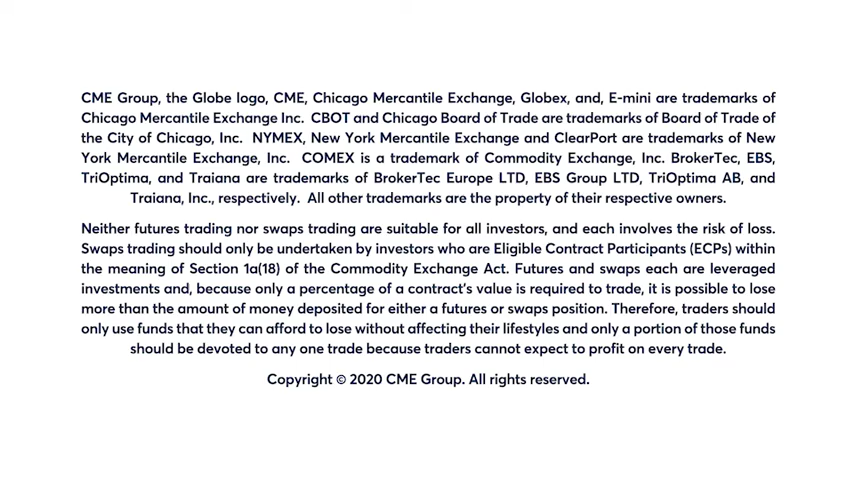 CME Group, the Globe logo, CME, Chicago Mercantile Exchange, Globex, and, E-mini are trademarks of
Chicago Mercantile Exchange Inc. CBOT and Chicago Board of Trade are trademarks of Board of Trade of
the City of Chicago, Inc. NYMEX, New York Mercantile Exchange and ClearPort are trademarks of New
York Mercantile Exchange, Inc. COMEX is a trademark of Commodity Exchange, Inc. BrokerTec, EBS,
TriOptima, and Traiana are trademarks of BrokerTec Europe LTD, EBS Group LTD, TriOptima AB, and
Traiana, Inc., respectively. All other trademarks are the property of their respective owners.
Neither futures trading nor swaps trading are suitable for all investors, and each involves the risk of loss.
Swaps trading should only be undertaken by investors who are Eligible Contract Participants (ECPs) within
the meaning of Section 1a(18) of the Commodity Exchange Act. Futures and swaps each are leveraged
investments and, because only a percentage of a contract's value is required to trade, it is possible to lose
more than the amount of money deposited for either a futures or swaps position. Therefore, traders should
only use funds that they can afford to lose without affecting their lifestyles and only a portion of those funds
should be devoted to any one trade because traders cannot expect to profit on every trade.
Copyright © 2020 CME Group. All rights reserved.